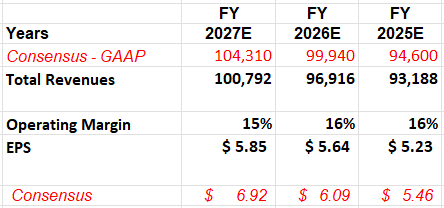 FY FY FY
Years 2027E 2026E 2025E
Consensus - GAAP 104,310 99,940 94,600
Total Revenues 100,792 96,916 93,188
Operating Margin 15% 16% 16%
EPS $ 5.85 $ 5.64 $ 5.23
Consensus $ 6.92 $ 6.09 $ 5.46